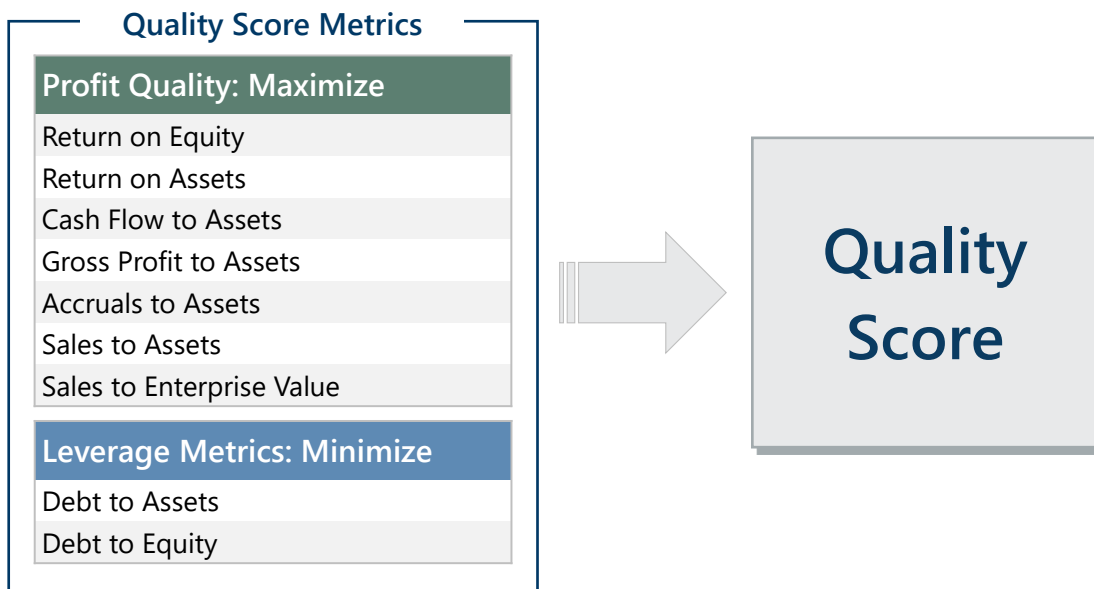 Quality Score Metrics
Profit Quality: Maximize
Return on Equity
Return on Assets
Cash Flow to Assets
Gross Profit to Assets
Accruals to Assets
Sales to Assets
Sales to Enterprise Value
Leverage Metrics: Minimize
Debt to Assets
Debt to Equity
Quality
Score